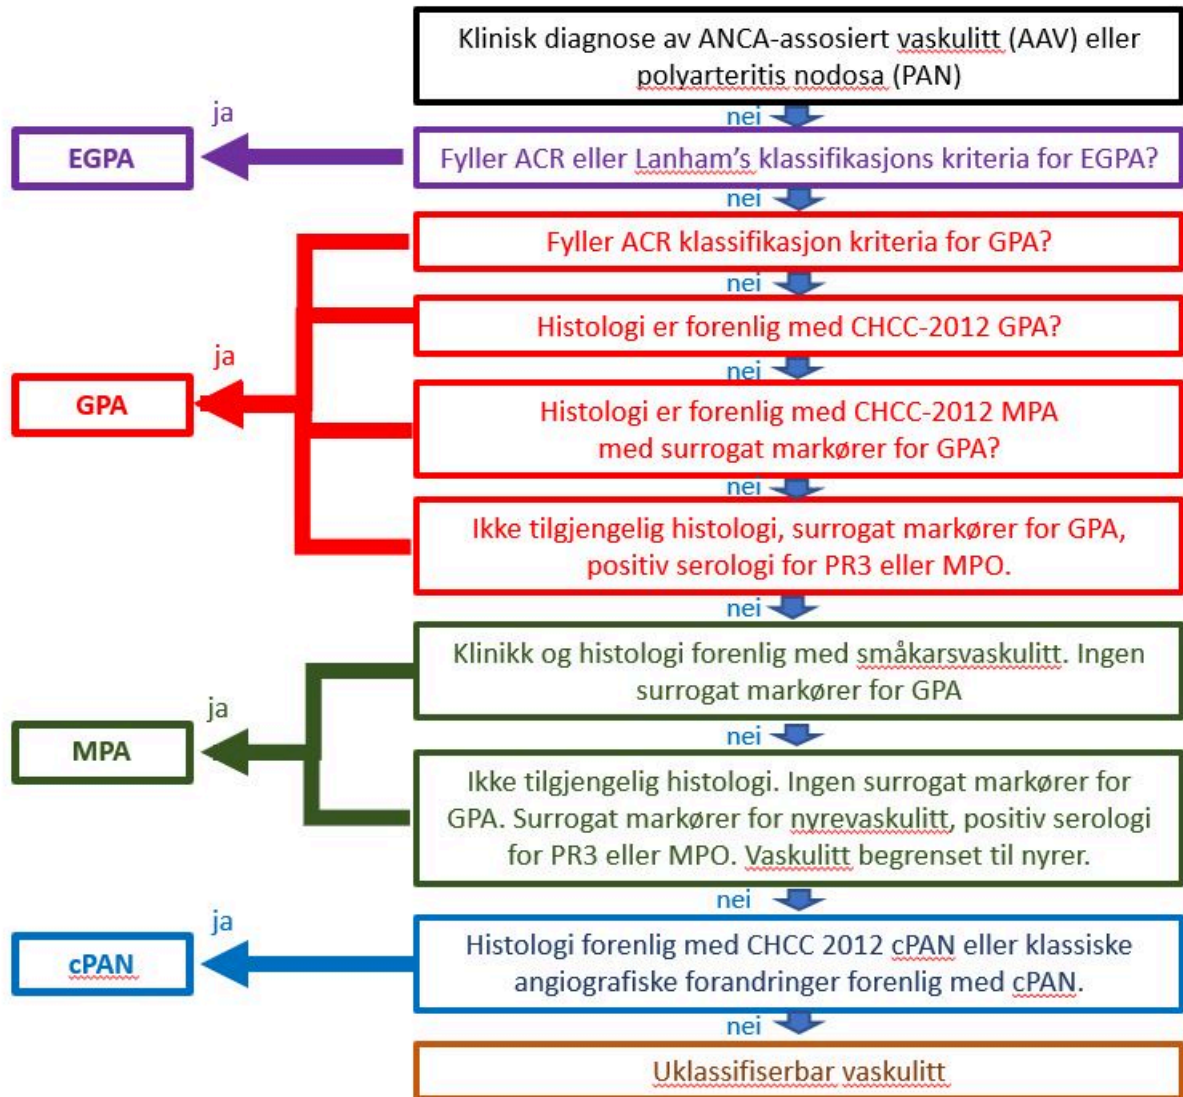 Klinisk diagnose av ANCA-assosiert vaskulitt (AAV) eller
polyarteritis nodosa (PAN)
nei
ja
EGPA
Fyller ACR eller Lanham's klassifikasjons kriteria for EGPA?
nei
Fyller ACR klassifikasjon kriteria for GPA?
nei
Histologi er forenlig med CHCC-2012 GPA?
nei
ja
GPA
Histologi er forenlig med CHCC-2012 MPA
med surrogat markører for GPA?
nei
Ikke tilgjengelig histologi, surrogat markører for GPA,
positiv serologi for PR3 eller MPO.
nei
Klinikk og histologi forenlig med småkarsvaskulitt. Ingen
surrogat markører for GPA
ja
MPA
nei
Ikke tilgjengelig histologi. Ingen surrogat markører for
GPA. Surrogat markører for nyrevaskulitt, positiv serologi
for PR3 eller MPO. Vaskulitt begrenset til nyrer.
nei
ja
cPAN
Histologi forenlig med CHCC 2012 cPAN eller klassiske
angiografiske forandringer forenlig med cPAN.
nei
Uklassifiserbar vaskulitt